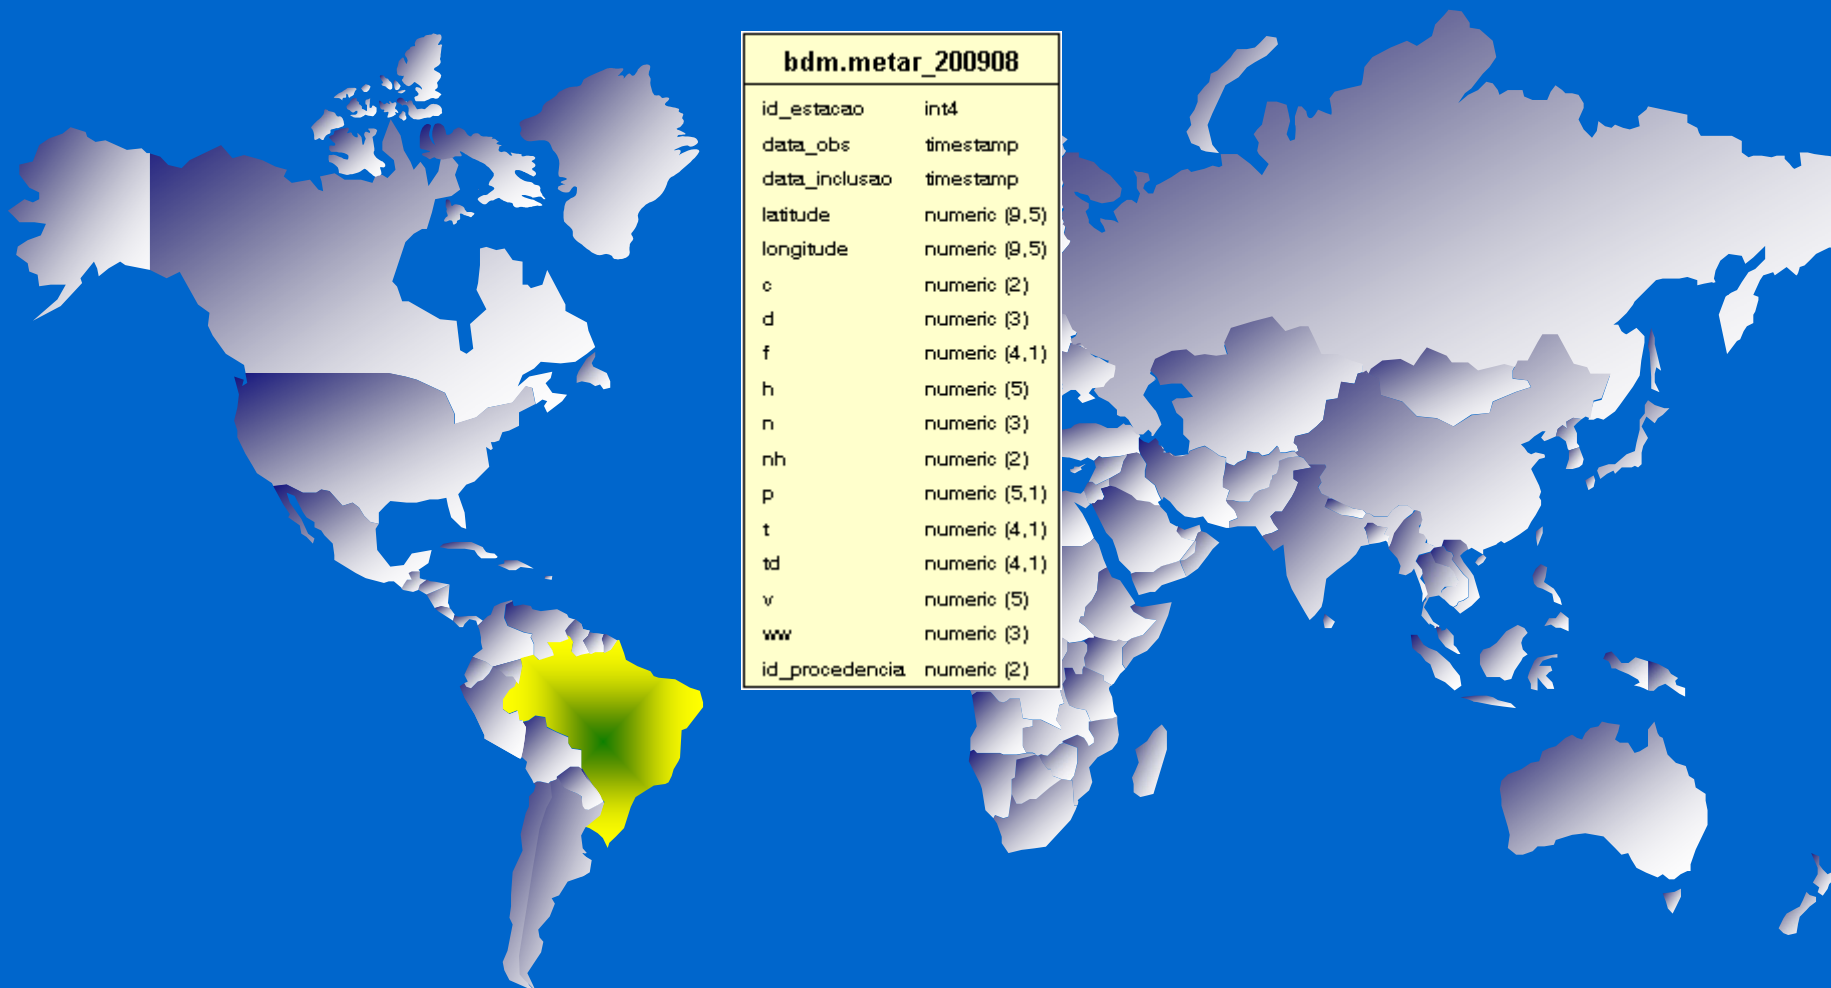 bdm.metar_200908
id_estacao int4
data_obs timestamp
data_inclusao timestamp
latitude numeric (9,5)
longitude numeric (9,5)
c numeric (2)
d numeric (3)
f numeric (4,1)
h numeric (5)
n numeric (3)
nh numeric (2)
p numeric (5,1)
t numeric (4,1)
td numeric (4,1)
v numeric (5)
ww numeric (3)
id_procedencia numeric (2)